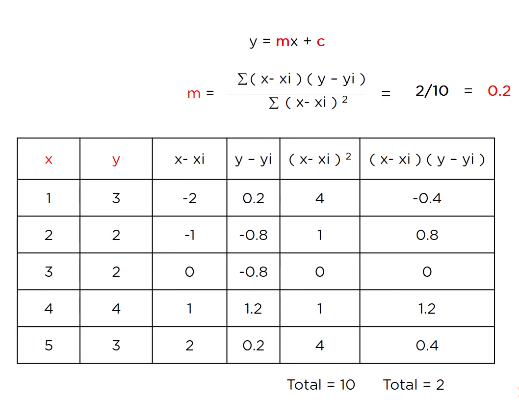 y = mx + c
m = ∑( x- xi ) ( y – yi ) / ∑ ( x- xi ) ² = 2/10 = 0.2
x y x- xi y – yi ( x- xi ) ² ( x- xi ) ( y – yi )
1 3 -2 0.2 4 -0.4
2 2 -1 -0.8 1 0.8
3 2 0 -0.8 0 0
4 4 1 1.2 1 1.2
5 3 2 0.2 4 0.4
Total = 10 Total = 2